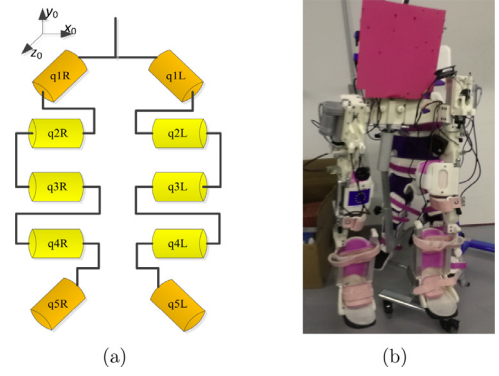 y0
x0
z0
q1R q1L
q2R q2L
q3R q3L
q4R q4L
q5R q5L
(a) (b)